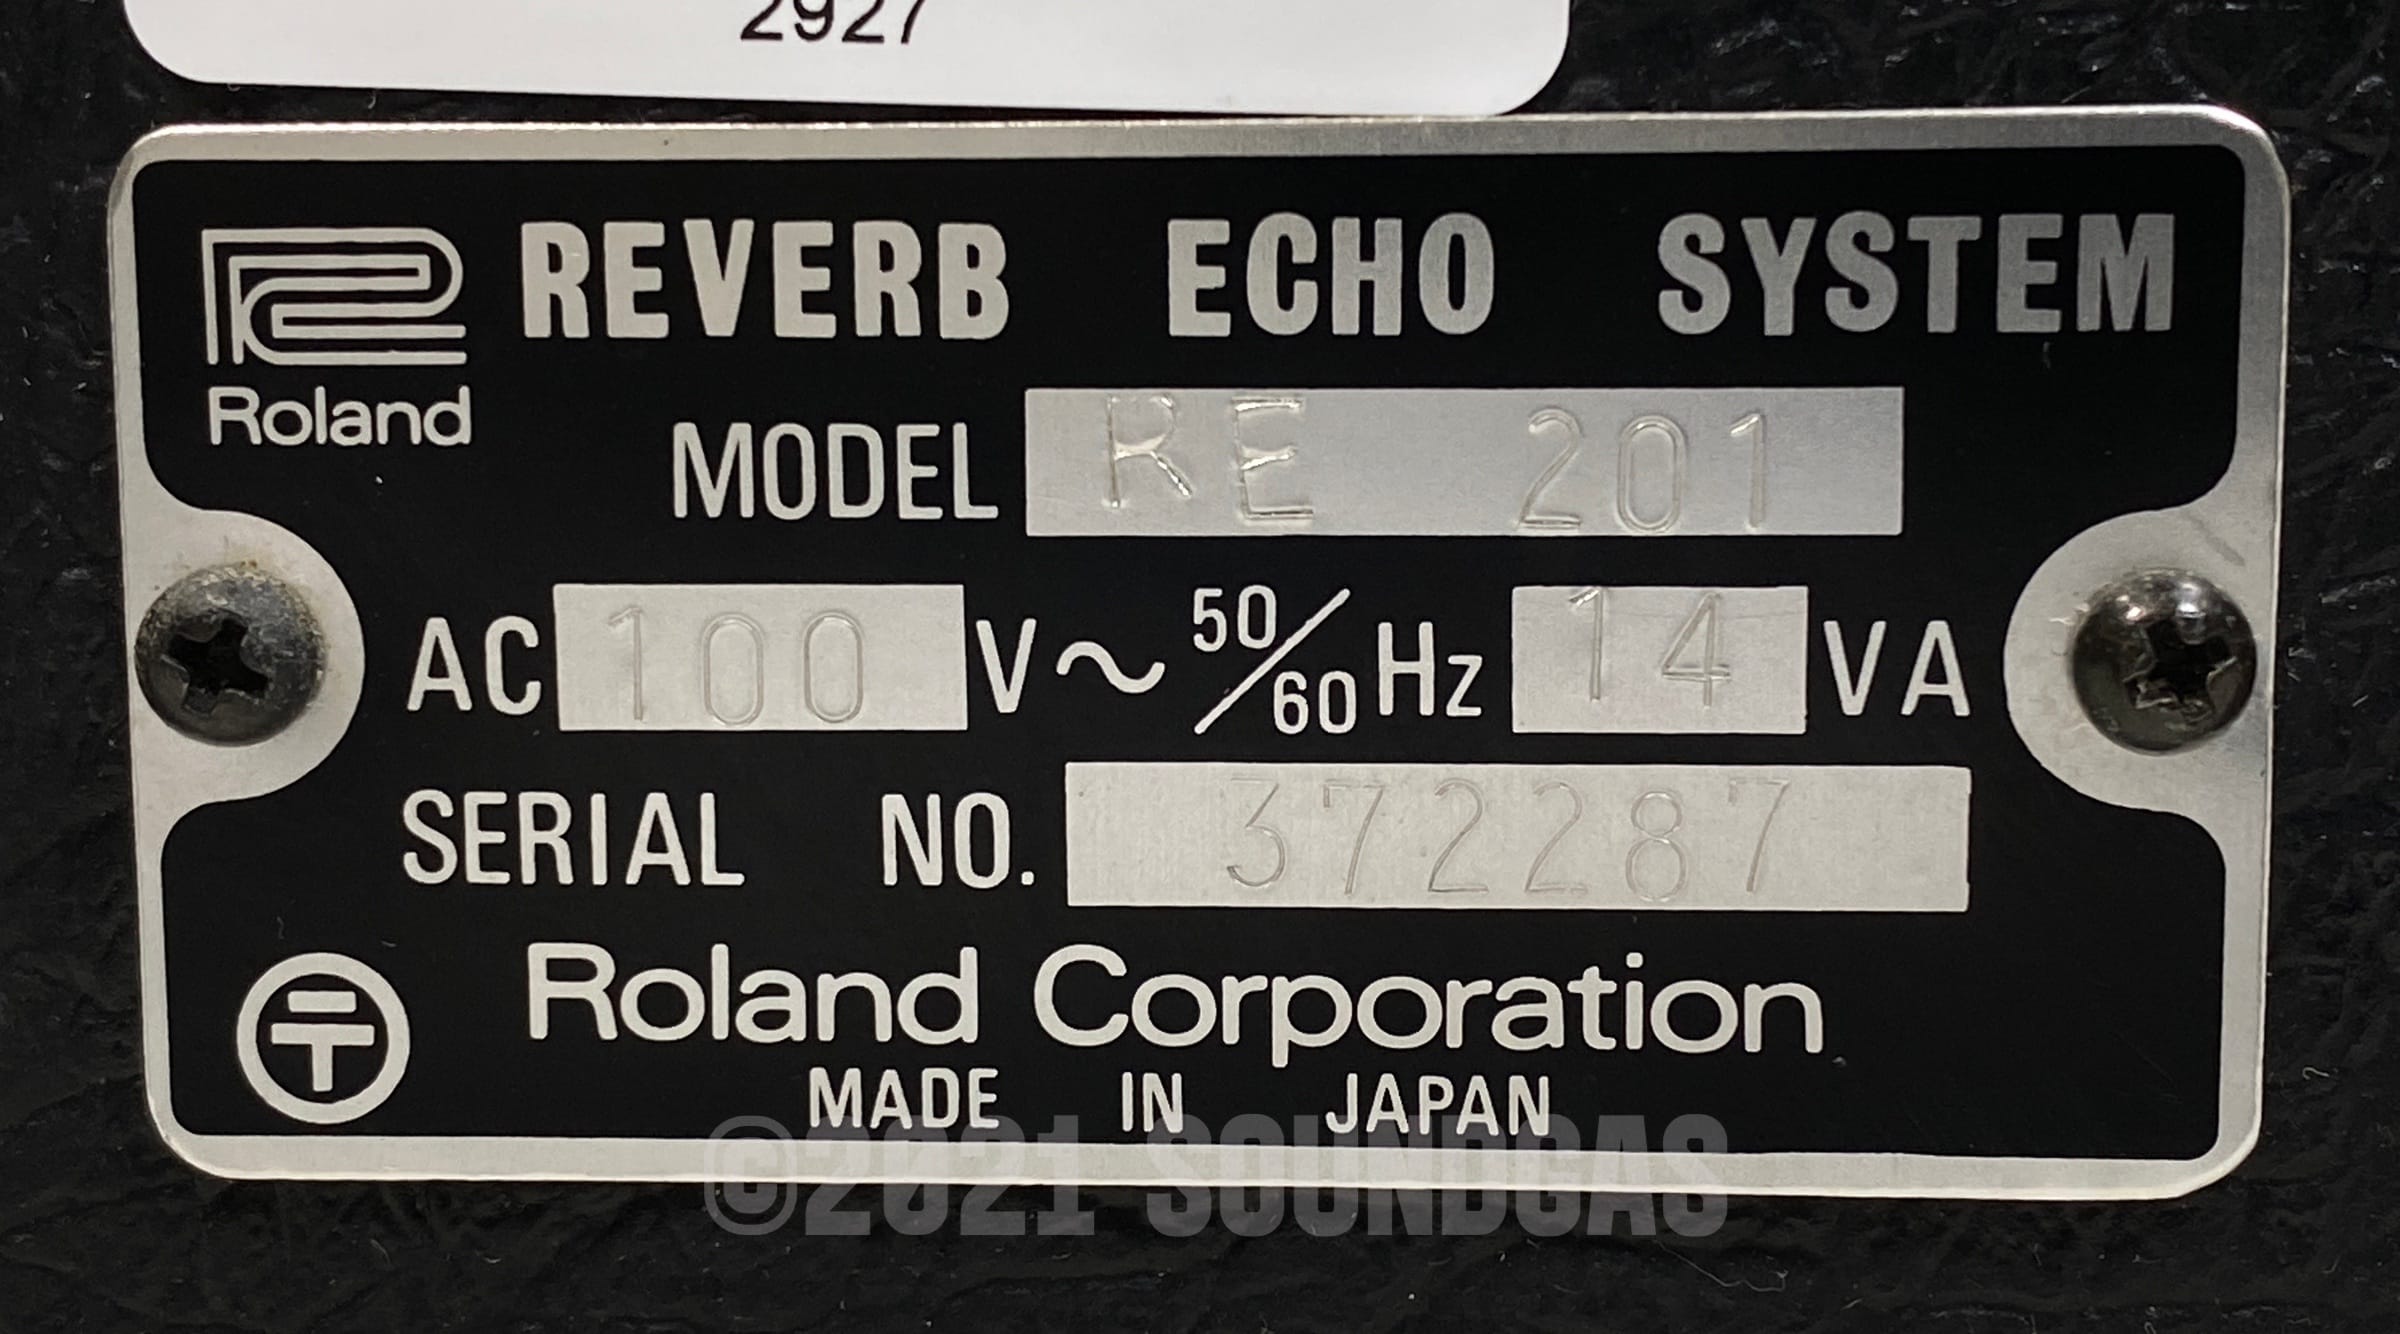 2927
REVERB ECHO SYSTEM
Roland
MODEL RE 201
AC 100 V ~ 50/60 Hz 14 VA
SERIAL NO. 372287
Roland Corporation
MADE IN JAPAN
©2021 SOUNDGAS